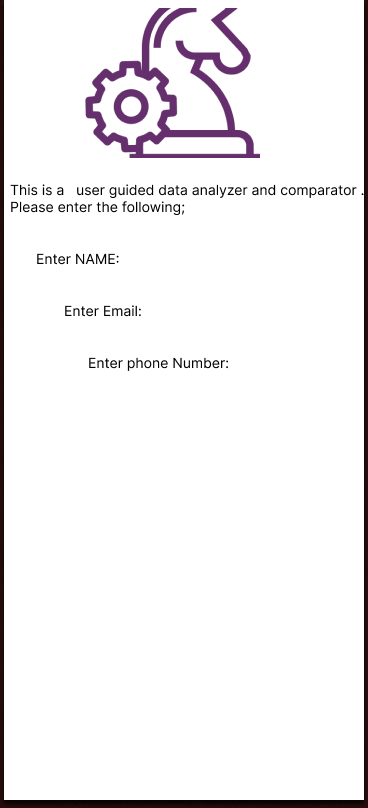 This is a   user guided data analyzer and comparator .
Please enter the following;
Enter NAME:
Enter Email:
Enter phone Number: